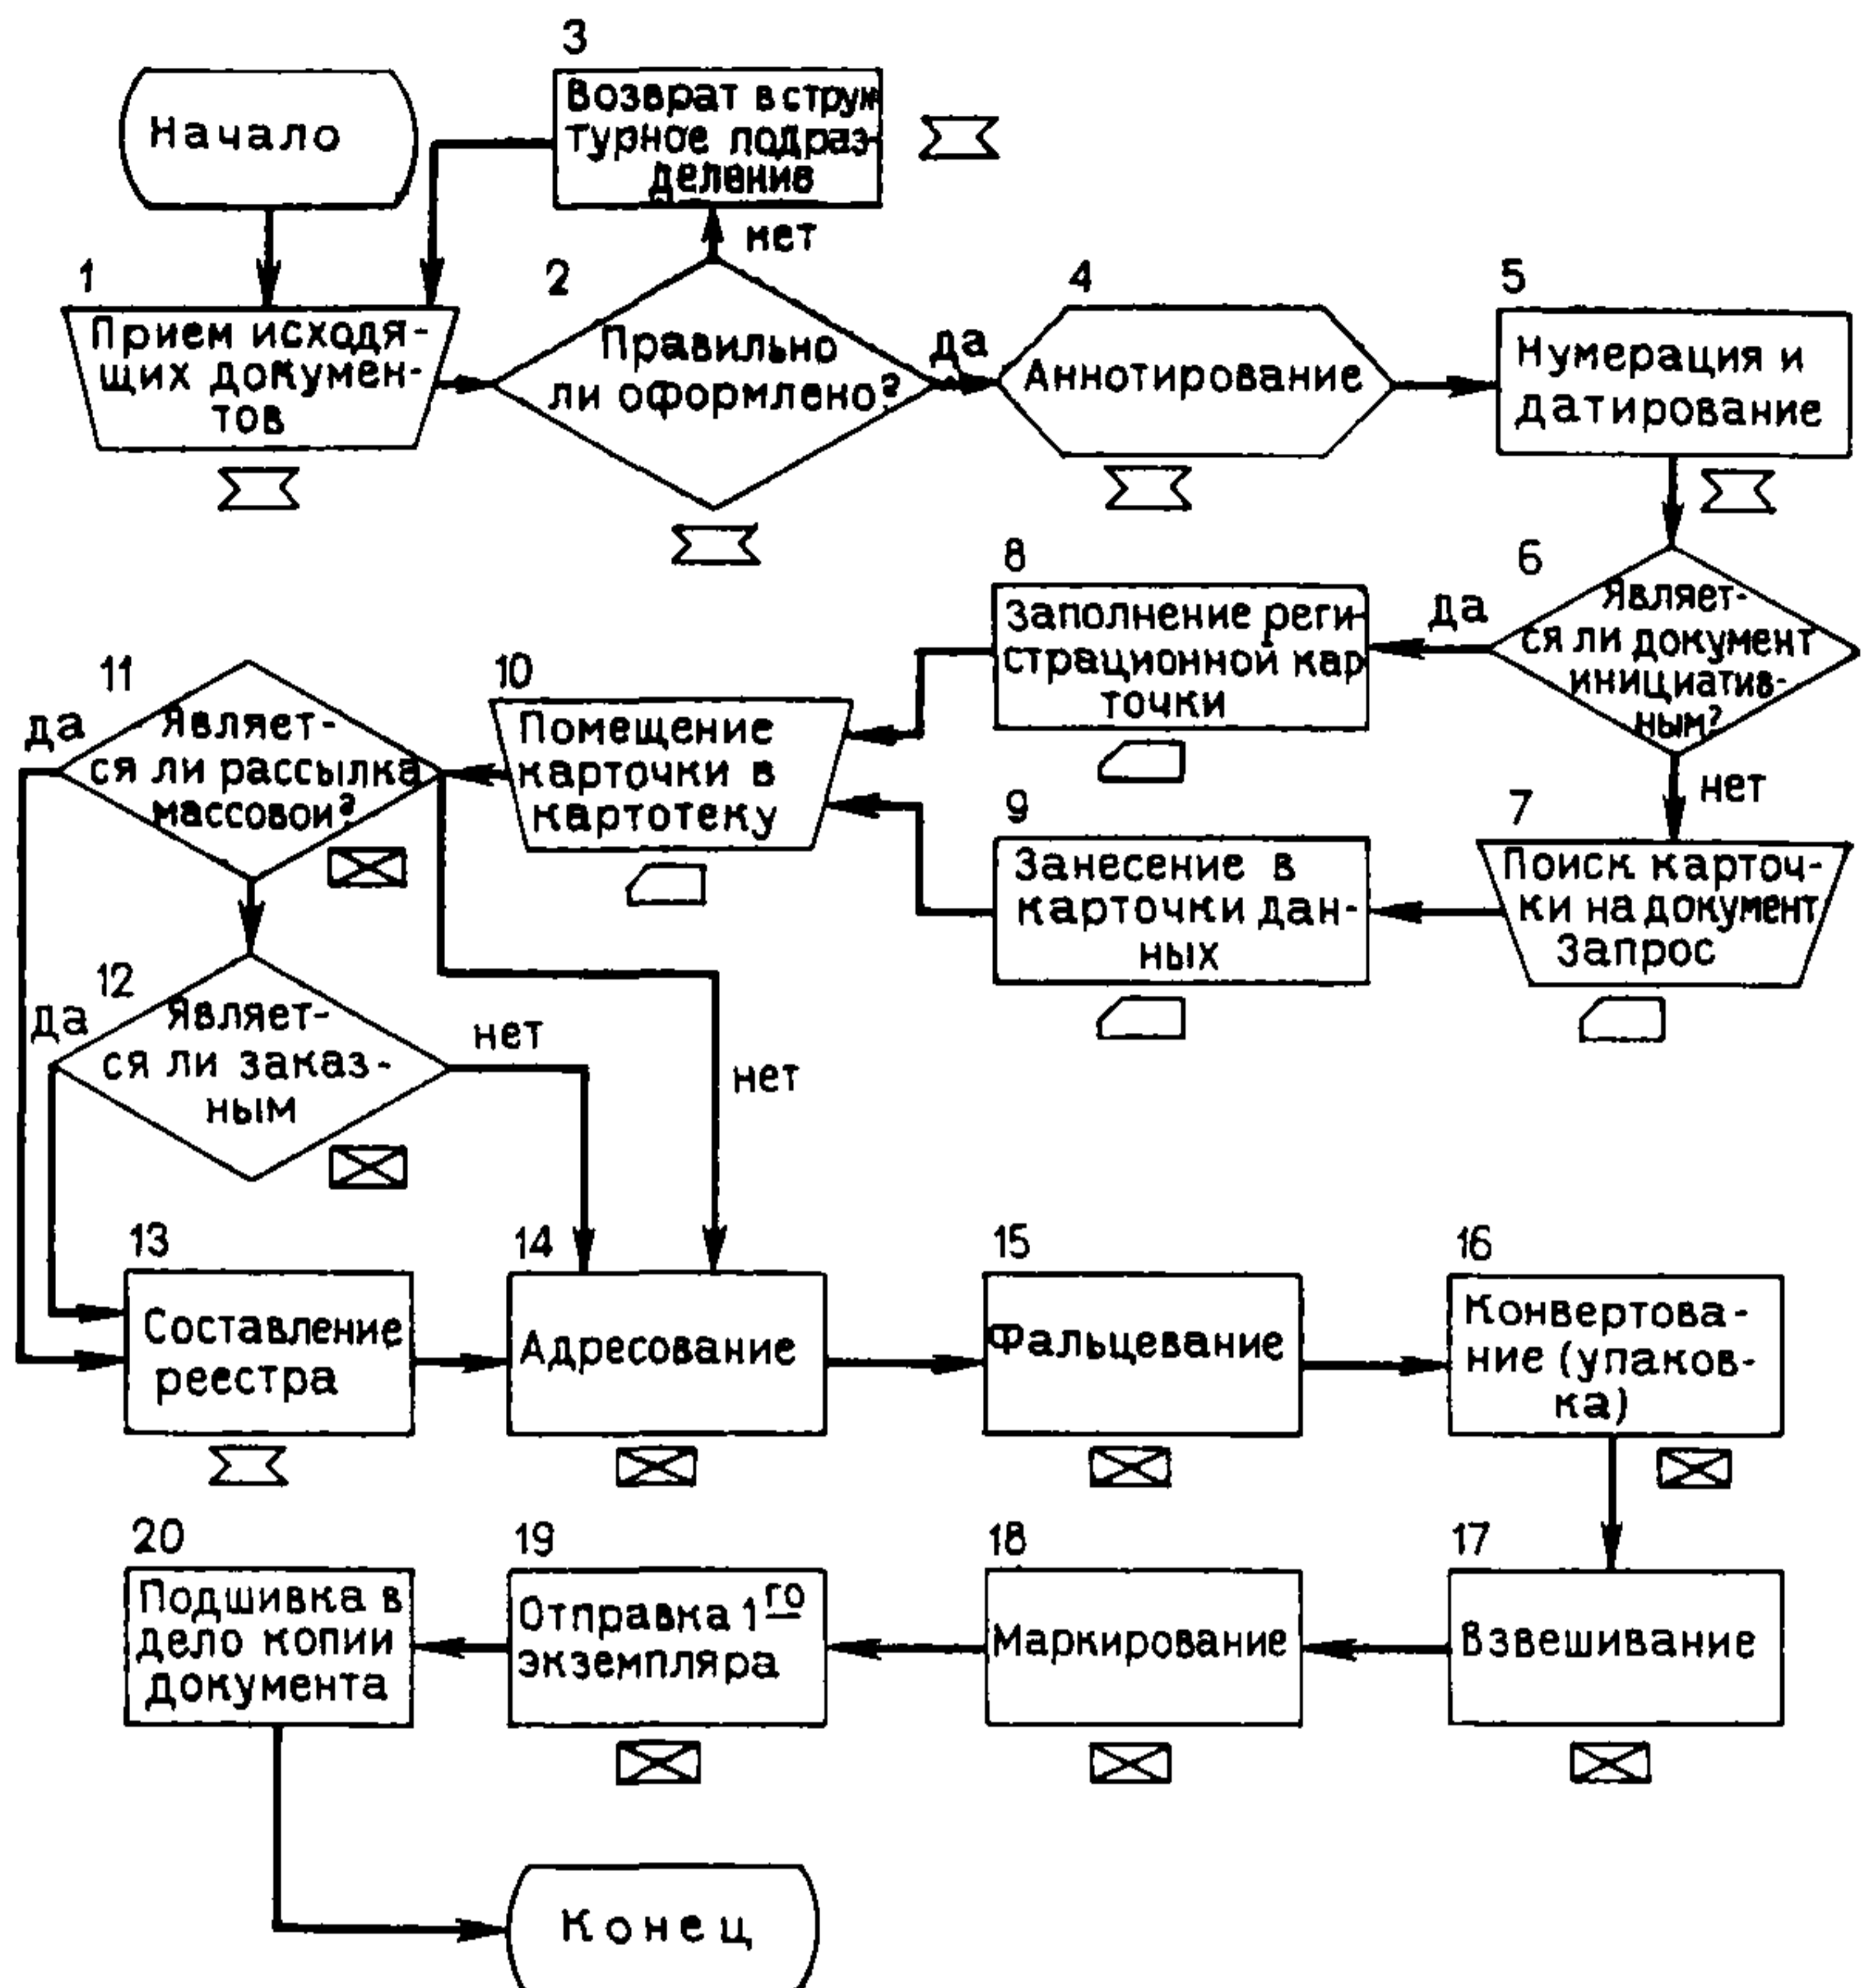 Начало
3
Возврат в струк
турное подраз-
деление
нет
1
Прием исходя-
щих докумен-
тов
2
Правильно
ли оформлено?
да
4
Аннотирование
5
Нумерация и
датирование
6
Являет-
ся ли документ
инициатив-
ным?
да
нет
8
Заполнение реги-
страционной кар
точки
7
Поиск карточ-
ки на документ
запрос
9
Занесение в
карточки дан-
ных
10
Помещение
карточки в
картотеку
11
да
Являет-
ся ли рассылка
массовой?
нет
12
да
Являет-
ся ли заказ-
ным
нет
13
Составление
реестра
14
Адресование
15
Фальцевание
16
Конвертова-
ние (упаков-
ка)
17
Взвешивание
18
Маркирование
19
Отправка 1го
экземпляра
20
Подшивка в
дело копии
документа
Конец